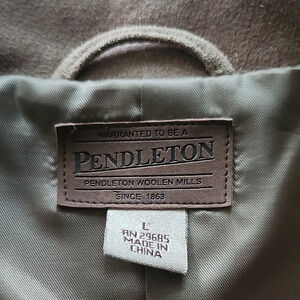 WARRANTED TO BE A
PENDLETON
PENDLETON WOOLEN MILLS
SINCE 1863
L
RN 29685
MADE IN
CHINA